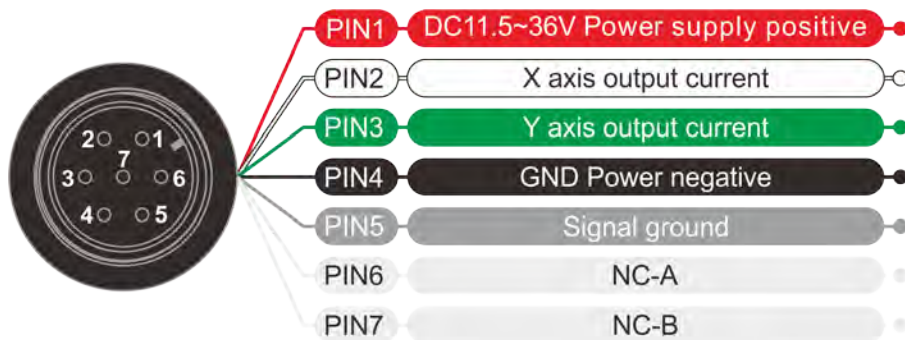 PIN1 DC11.5~36V Power supply positive
PIN2 X axis output current
2 1
PIN3 Y axis output current
7
3 6
PIN4 GND Power negative
4 5
PIN5 Signal ground
PIN6 NC-A
PIN7 NC-B